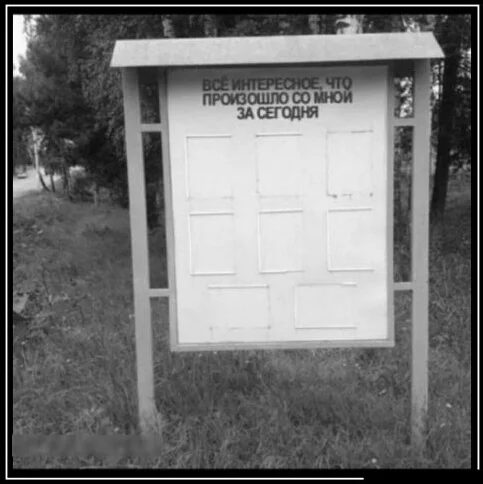 ВСЁ ИНТЕРЕСНОЕ, ЧТО
ПРОИЗОШЛО СО МНОЙ
ЗА СЕГОДНЯ